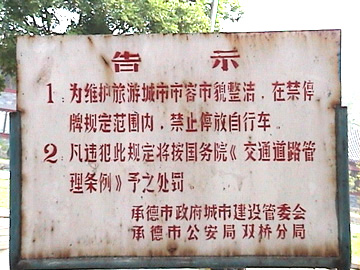 告示
1：为维护旅游城市市容市貌整洁，在禁停
牌规定范围内，禁止停放自行车
2：凡违犯此规定将按国务院《交通道路管
理条例》予之处罚
承德市政府城市建设管委会
承德市公安局双桥分局